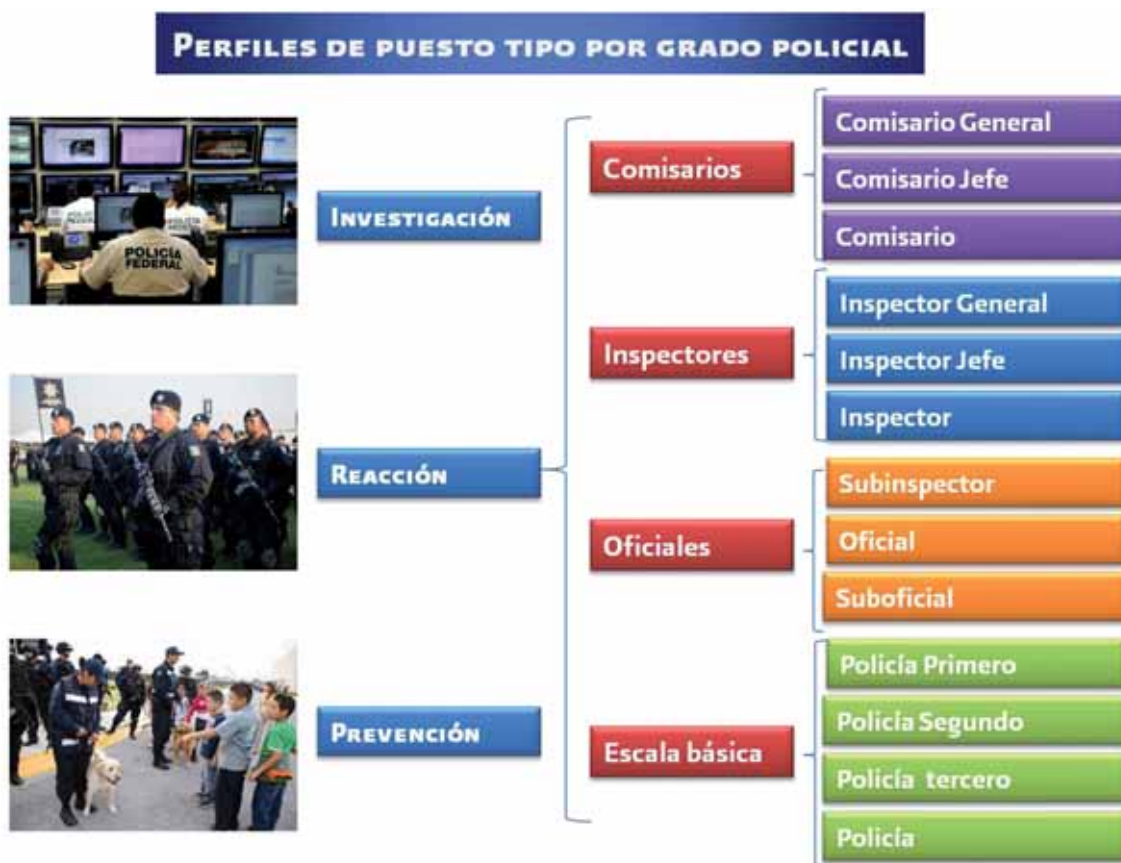 PERFILES DE PUESTO TIPO POR GRADO POLICIAL
INVESTIGACIÓN
REACCIÓN
PREVENCIÓN
Comisarios
Comisario General
Comisario Jefe
Comisario
Inspectores
Inspector General
Inspector Jefe
Inspector
Oficiales
Subinspector
Oficial
Suboficial
Escala básica
Policía Primero
Policía Segundo
Policía tercero
Policía
POLICÍA
FEDERAL